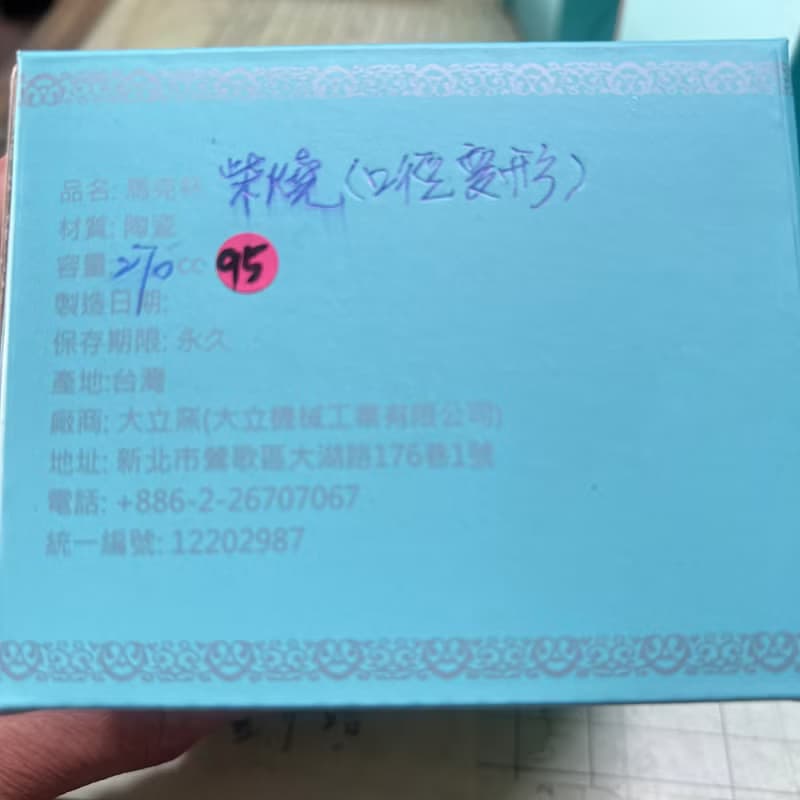 品名: 馬克杯 柴燒(口徑變形)
材質: 陶瓷
容量: 270 cc 95
製造日期:
保存期限: 永久
產地:台灣
廠商: 大立窯(大立機械工業有限公司)
地址: 新北市鶯歌區大湖路176巷1號
電話: +886-2-26707067
統一編號: 12202987